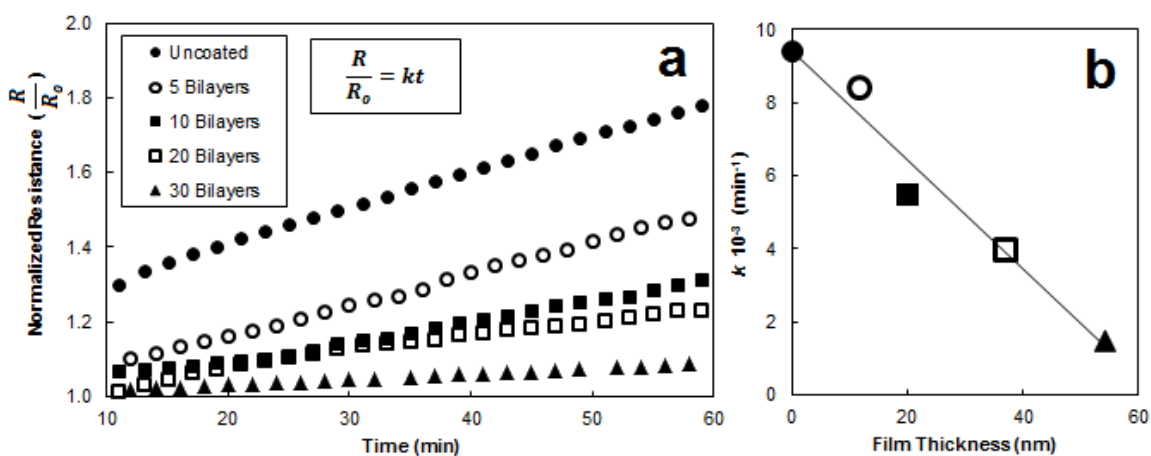 2.0
1.8
1.6
1.4
1.2
1.0
Normalized Resistance (R/Rₒ)
Uncoated
5 Bilayers
10 Bilayers
20 Bilayers
30 Bilayers
R/Rₒ = kt
a
10 20 30 40 50 60
Time (min)
b
10
8
6
4
2
0
k 10⁻³ (min⁻¹)
0 20 40 60
Film Thickness (nm)